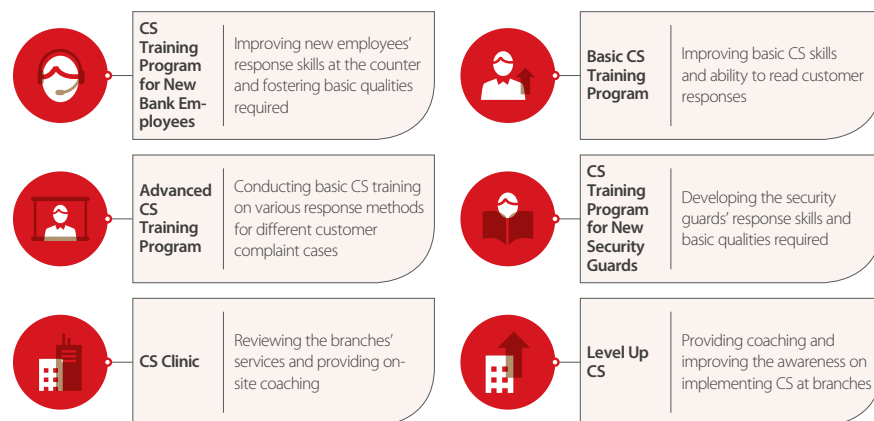 CS
Training
Program
for New
Bank Em-
ployees
Improving new employees'
response skills at the counter
and fostering basic qualities
required
Basic CS
Training
Program
Improving basic CS skills
and ability to read customer
responses
Advanced
CS
Training
Program
Conducting basic CS training
on various response methods
for different customer
complaint cases
CS
Training
Program
for New
Security
Guards
Developing the security
guards' response skills and
basic qualities required
CS Clinic
Reviewing the branches'
services and providing on-
site coaching
Level Up
CS
Providing coaching and
improving the awareness on
implementing CS at branches